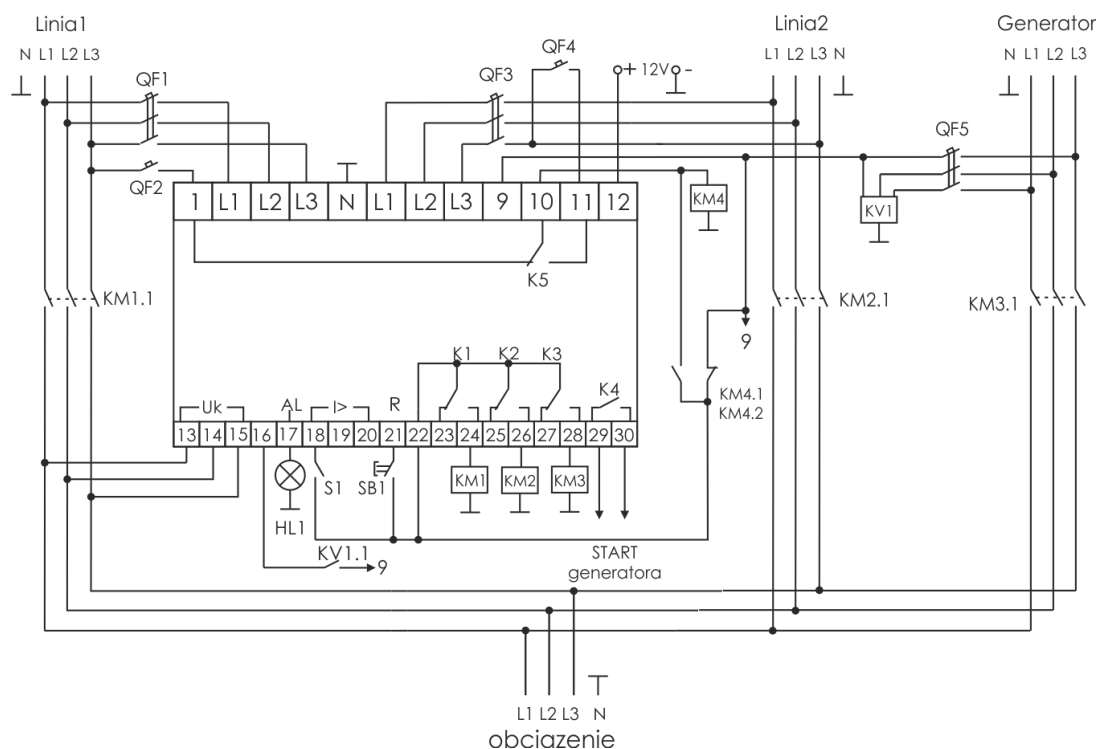 Linia1 Linia2 Generator
N L1 L2 L3 L1 L2 L3 N N L1 L2 L3
QF4
+ 12V -
QF1 QF3
QF5
QF2
1 L1 L2 L3 N L1 L2 L3 9 10 11 12
KM4 KV1
K5
KM1.1 KM2.1 KM3.1
9
K1 K2 K3
K4
KM4.1
KM4.2
Uk AL I> R
13 14 15 16 17 18 19 20 21 22 23 24 25 26 27 28 29 30
KM1 KM2 KM3
S1 SB1
HL1
KV1.1
9
START
generatora
L1 L2 L3 N
obciazenie